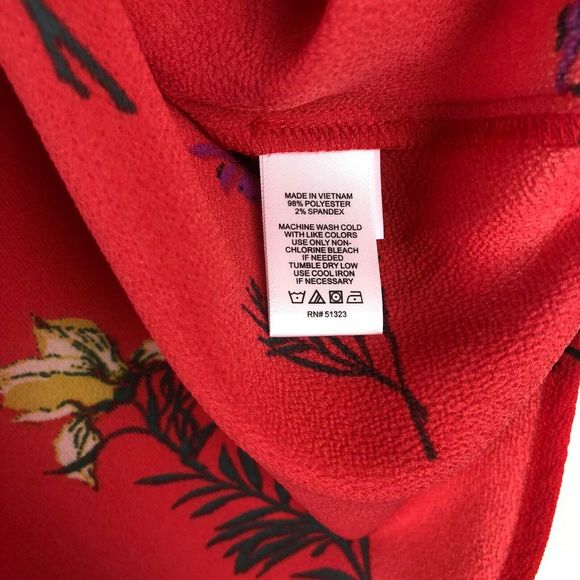 MADE IN VIETNAM
98% POLYESTER
2% SPANDEX
MACHINE WASH COLD
WITH LIKE COLORS
USE ONLY NON-
CHLORINE BLEACH
IF NEEDED
TUMBLE DRY LOW
USE COOL IRON
IF NECESSARY
RN# 51323